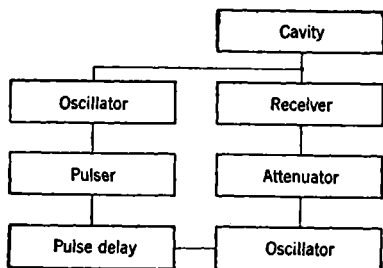 Cavity
Oscillator
Receiver
Pulser
Attenuator
Pulse delay
Oscillator